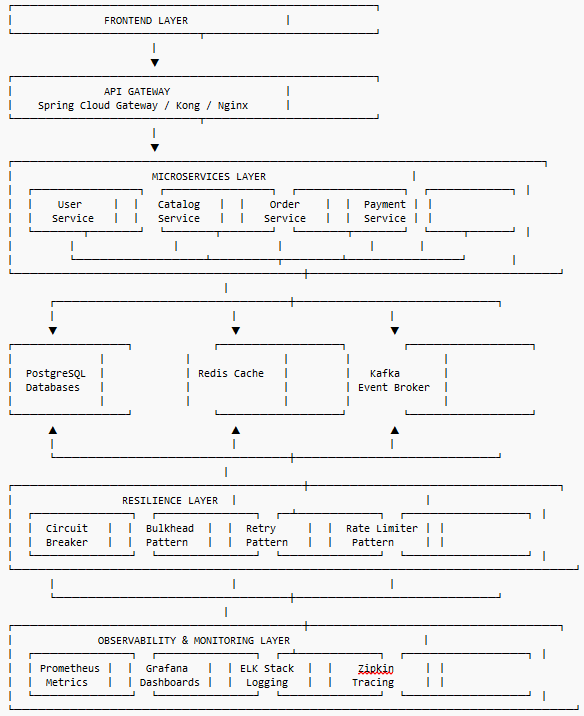 FRONTEND LAYER
API GATEWAY
Spring Cloud Gateway / Kong / Nginx
MICROSERVICES LAYER
User Catalog Order Payment
Service Service Service Service
PostgreSQL Redis Cache Kafka
Databases Event Broker
RESILIENCE LAYER
Circuit Bulkhead Retry Rate Limiter
Breaker Pattern Pattern Pattern
OBSERVABILITY & MONITORING LAYER
Prometheus Grafana ELK Stack Zipkin
Metrics Dashboards Logging Tracing